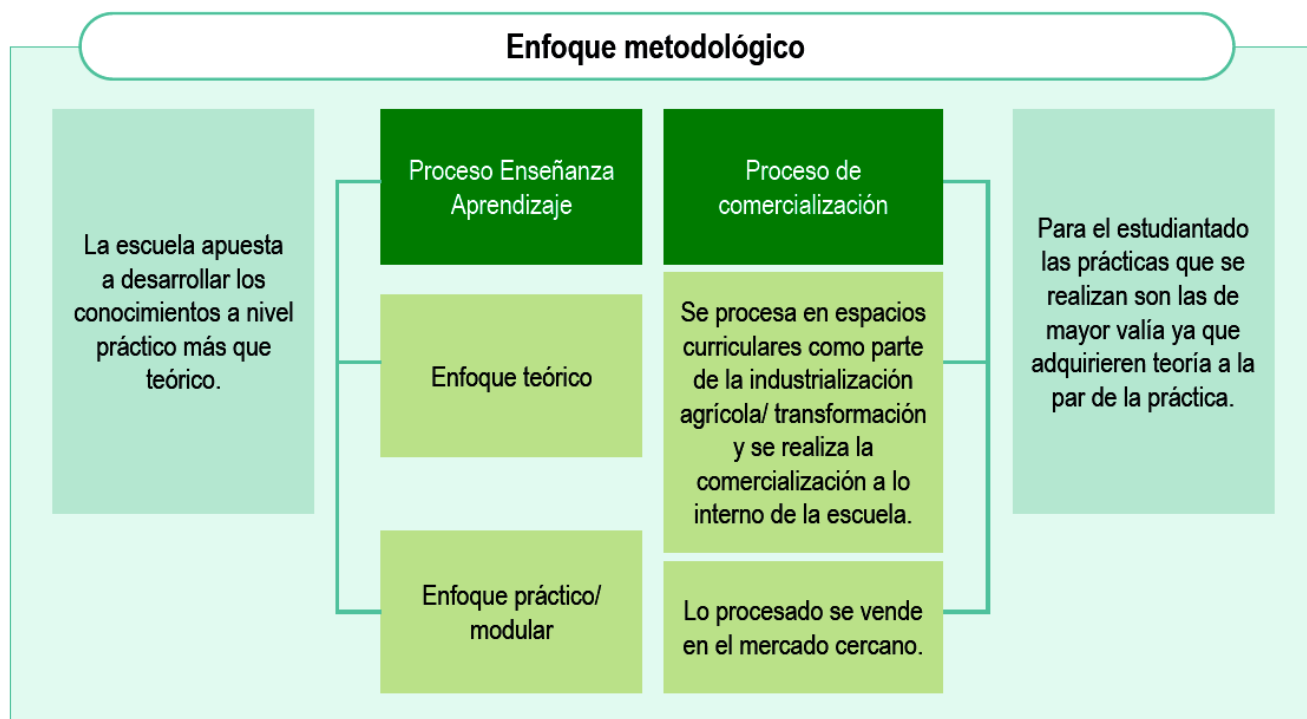 Enfoque metodológico
La escuela apuesta
a desarrollar los
conocimientos a nivel
práctico más que
teórico.
Proceso Enseñanza
Aprendizaje
Enfoque teórico
Enfoque práctico/
modular
Proceso de
comercialización
Se procesa en espacios
curriculares como parte
de la industrialización
agrícola/ transformación
y se realiza la
comercialización a lo
interno de la escuela.
Lo procesado se vende
en el mercado cercano.
Para el estudiantado
las prácticas que se
realizan son las de
mayor valía ya que
adquirieren teoría a la
par de la práctica.